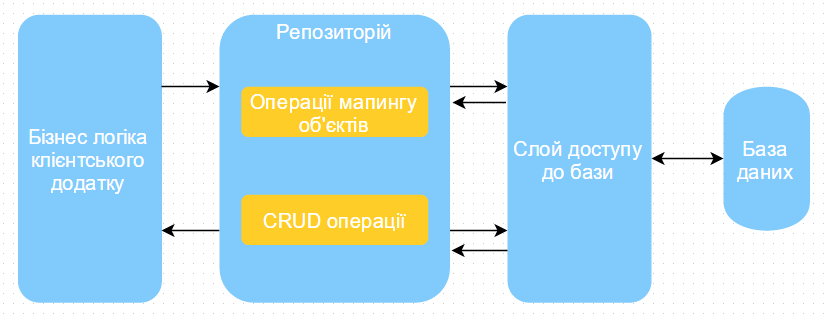 Бізнес логіка
клієнтського
додатку
Репозиторій
Операції мапингу
об'єктів
CRUD операції
Слой доступу
до бази
База
даних